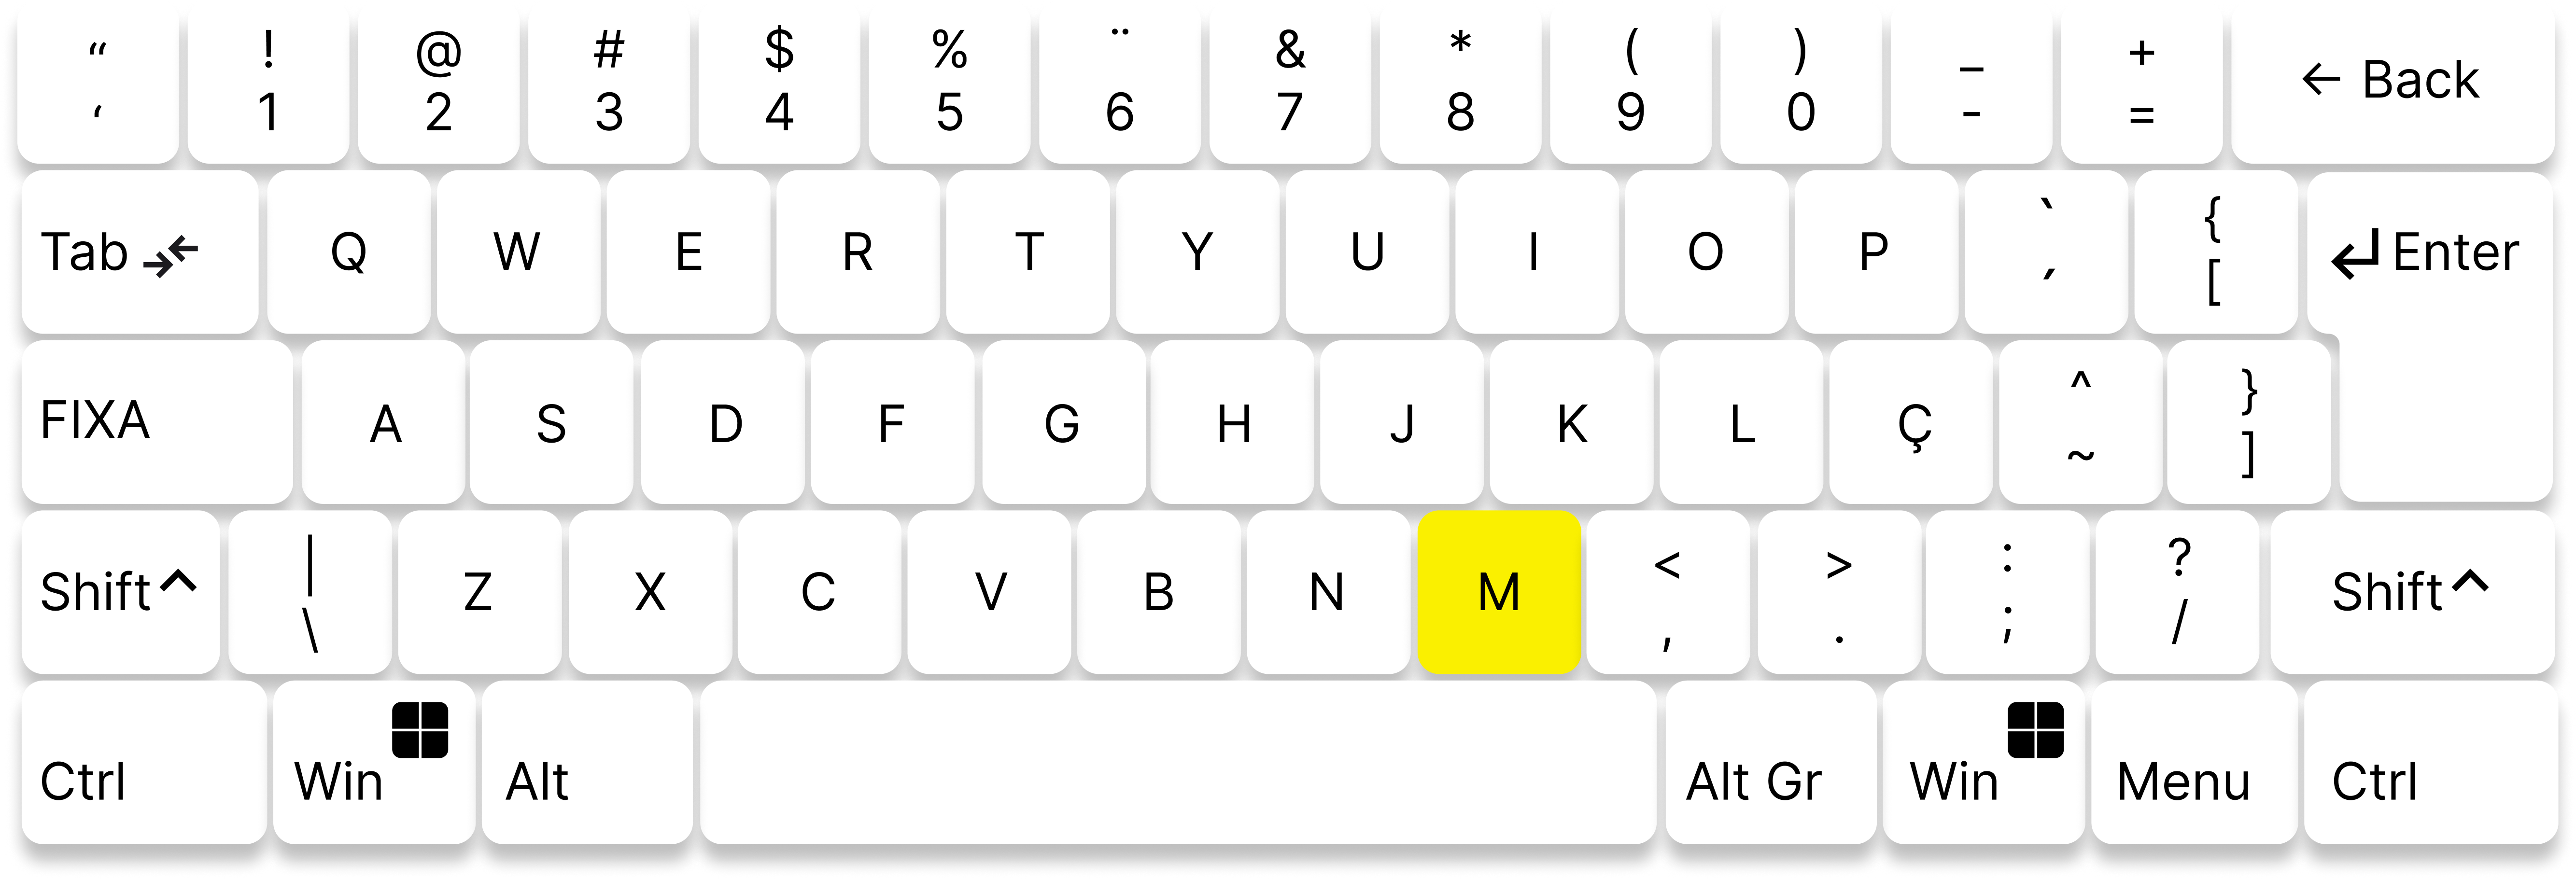 “ ! @ # $ % ¨ & * ( ) _ + ← Back
‘ 1 2 3 4 5 6 7 8 9 0 - =
Tab Q W E R T Y U I O P ` ´ { [ Enter
FIXA A S D F G H J K L Ç ^ ~ } ]
Shift | \ Z X C V B N M < , > . : ; ? / Shift
Ctrl Win Alt Alt Gr Win Menu Ctrl